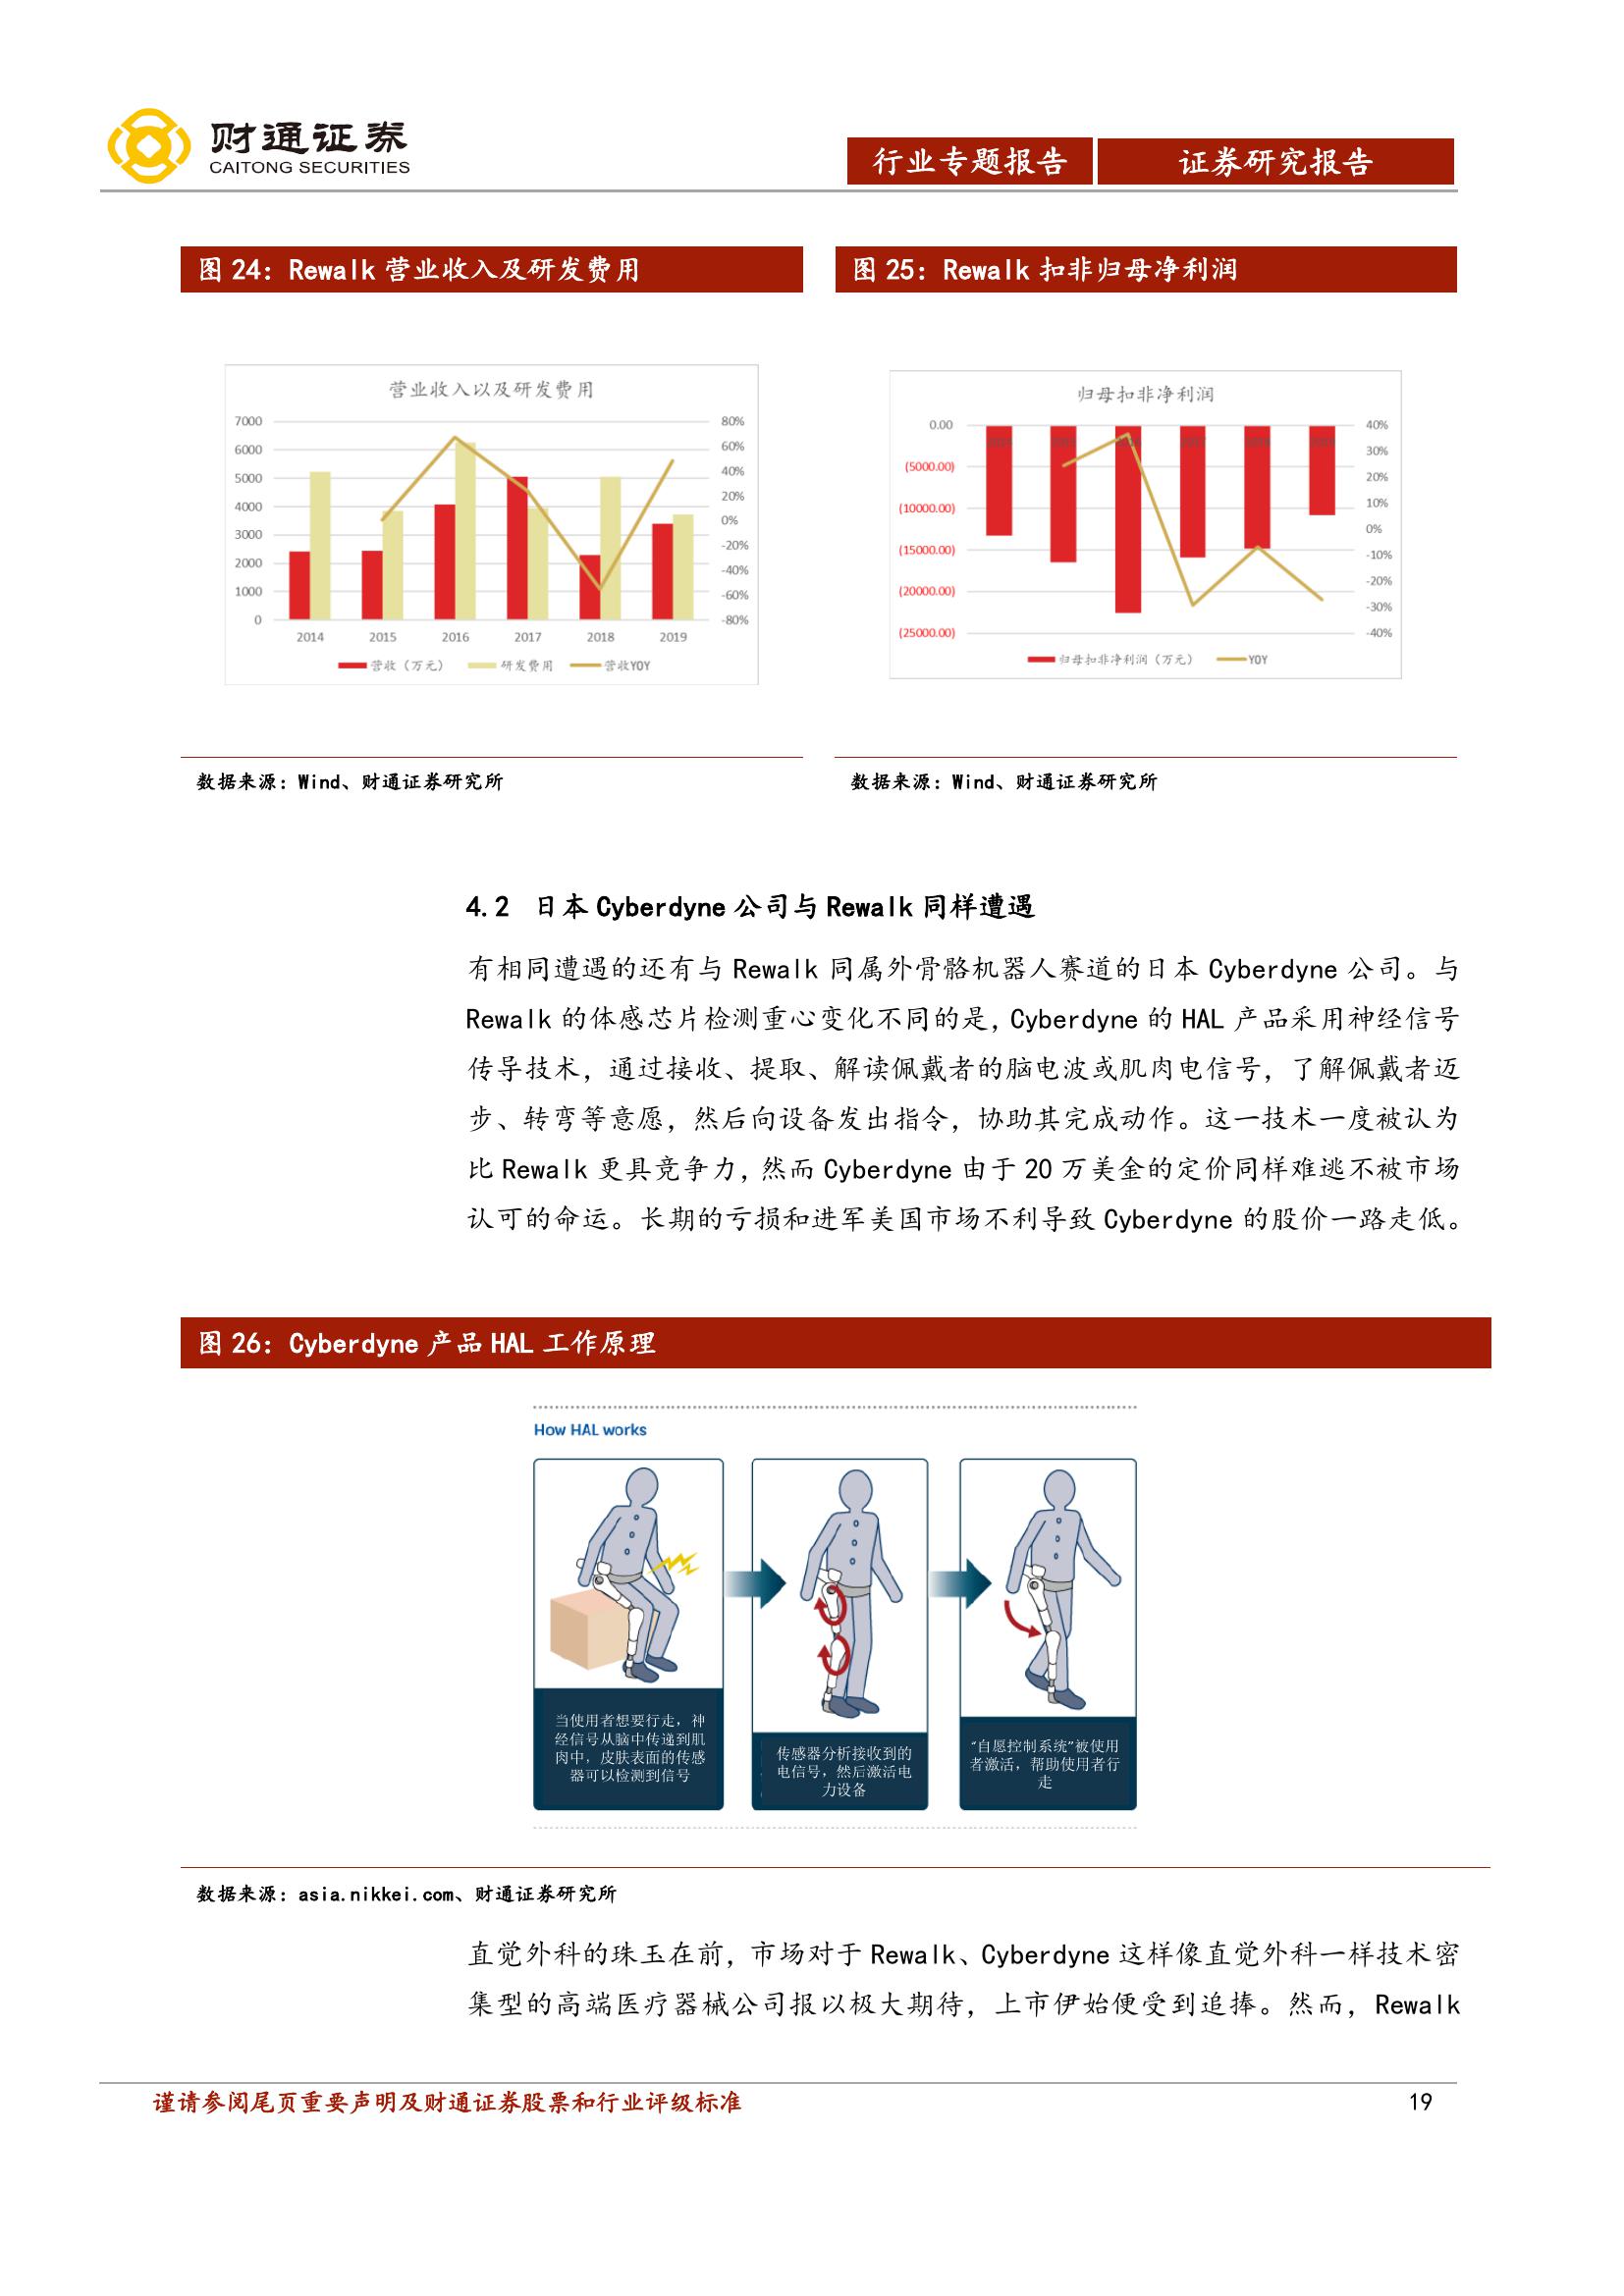 财通证券
CAITONG SECURITIES
行业专题报告 证券研究报告
图 24：Rewalk 营业收入及研发费用
营业收入以及研发费用
7000
6000
5000
4000
3000
2000
1000
0
80%
60%
40%
20%
0%
-20%
-40%
-60%
-80%
2014 2015 2016 2017 2018 2019
营收（万元） 研发费用 营收YOY
数据来源：Wind、财通证券研究所
图 25：Rewalk 扣非归母净利润
归母扣非净利润
0.00
(5000.00)
(10000.00)
(15000.00)
(20000.00)
(25000.00)
40%
30%
20%
10%
0%
-10%
-20%
-30%
-40%
归母扣非净利润（万元） YOY
数据来源：Wind、财通证券研究所
4.2 日本 Cyberdyne 公司与 Rewalk 同样遭遇
有相同遭遇的还有与 Rewalk 同属外骨骼机器人赛道的日本 Cyberdyne 公司。与
Rewalk 的体感芯片检测重心变化不同的是，Cyberdyne 的 HAL 产品采用神经信号
传导技术，通过接收、提取、解读佩戴者的脑电波或肌肉电信号，了解佩戴者迈
步、转弯等意愿，然后向设备发出指令，协助其完成动作。这一技术一度被认为
比 Rewalk 更具竞争力，然而 Cyberdyne 由于 20 万美金的定价同样难逃不被市场
认可的命运。长期的亏损和进军美国市场不利导致 Cyberdyne 的股价一路走低。
图 26：Cyberdyne 产品 HAL 工作原理
How HAL works
当使用者想要行走，神
经信号从脑中传递到肌
肉中，皮肤表面的传感
器可以检测到信号
传感器分析接收到的
电信号，然后激活电
力设备
“自愿控制系统”被使用
者激活，帮助使用者行
走
数据来源：asia.nikkei.com、财通证券研究所
直觉外科的珠玉在前，市场对于 Rewalk、Cyberdyne 这样像直觉外科一样技术密
集型的高端医疗器械公司报以极大期待，上市伊始便受到追捧。然而，Rewalk
谨请参阅尾页重要声明及财通证券股票和行业评级标准 19